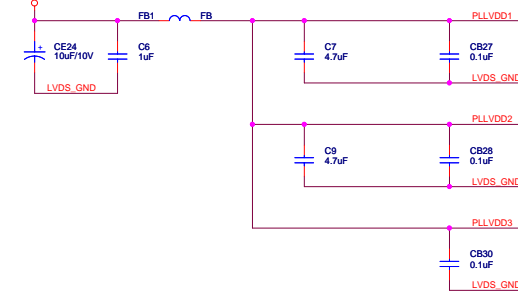 FB1 FB
PLLVDD1
CE24
10uF/10V
C6
1uF
C7
4.7uF
CB27
0.1uF
LVDS_GND
LVDS_GND
PLLVDD2
C9
4.7uF
CB28
0.1uF
LVDS_GND
PLLVDD3
CB30
0.1uF
LVDS_GND